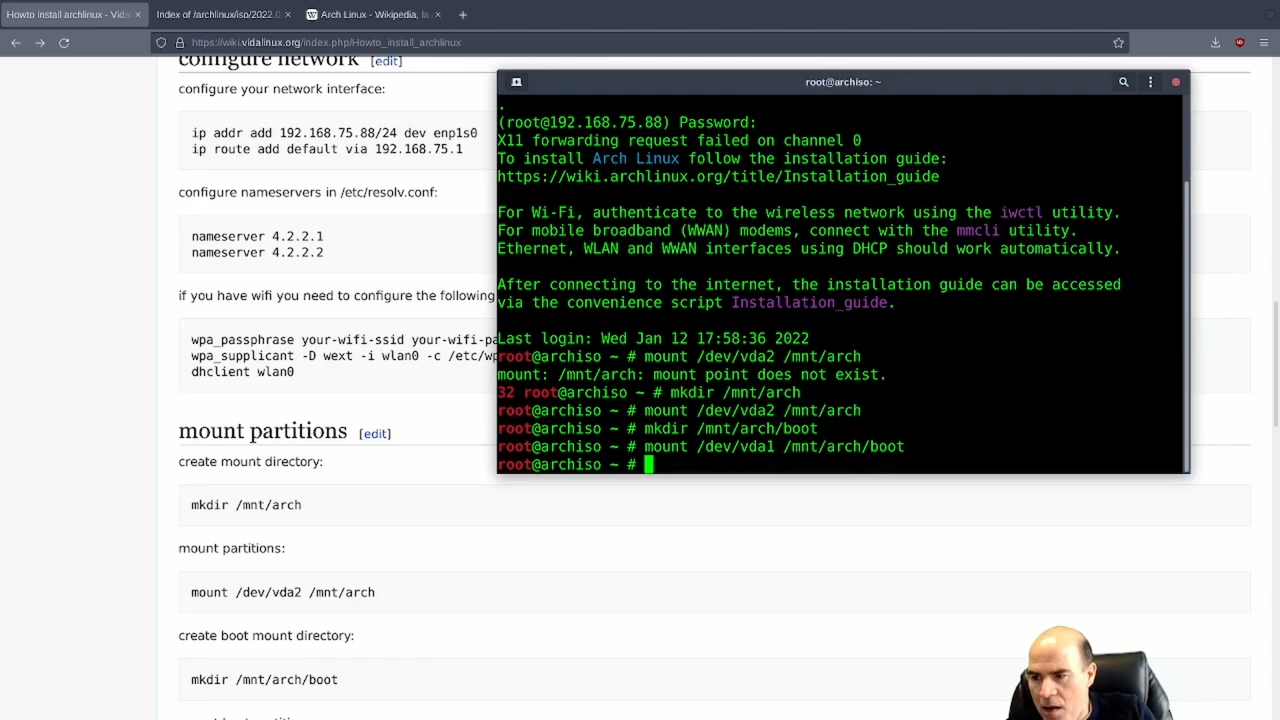 Howto install archlinux - Vida
Index of /archlinux/iso/2022.0
Arch Linux - Wikipedia, la
https://wiki.vidalinux.org/index.php/Howto_install_archlinux
configure network [edit]
configure your network interface:
ip addr add 192.168.75.88/24 dev enp1s0
ip route add default via 192.168.75.1
configure nameservers in /etc/resolv.conf:
nameserver 4.2.2.1
nameserver 4.2.2.2
if you have wifi you need to configure the following
wpa_passphrase your-wifi-ssid your-wifi-pa
wpa_supplicant -D wext -i wlan0 -c /etc/wp
dhclient wlan0
mount partitions [edit]
create mount directory:
mkdir /mnt/arch
mount partitions:
mount /dev/vda2 /mnt/arch
create boot mount directory:
mkdir /mnt/arch/boot
root@archiso: ~
.
(root@192.168.75.88) Password:
X11 forwarding request failed on channel 0
To install Arch Linux follow the installation guide:
https://wiki.archlinux.org/title/Installation_guide
For Wi-Fi, authenticate to the wireless network using the iwctl utility.
For mobile broadband (WWAN) modems, connect with the mmcli utility.
Ethernet, WLAN and WWAN interfaces using DHCP should work automatically.
After connecting to the internet, the installation guide can be accessed
via the convenience script Installation_guide.
Last login: Wed Jan 12 17:58:36 2022
root@archiso ~ # mount /dev/vda2 /mnt/arch
mount: /mnt/arch: mount point does not exist.
32 root@archiso ~ # mkdir /mnt/arch
root@archiso ~ # mount /dev/vda2 /mnt/arch
root@archiso ~ # mkdir /mnt/arch/boot
root@archiso ~ # mount /dev/vda1 /mnt/arch/boot
root@archiso ~ #